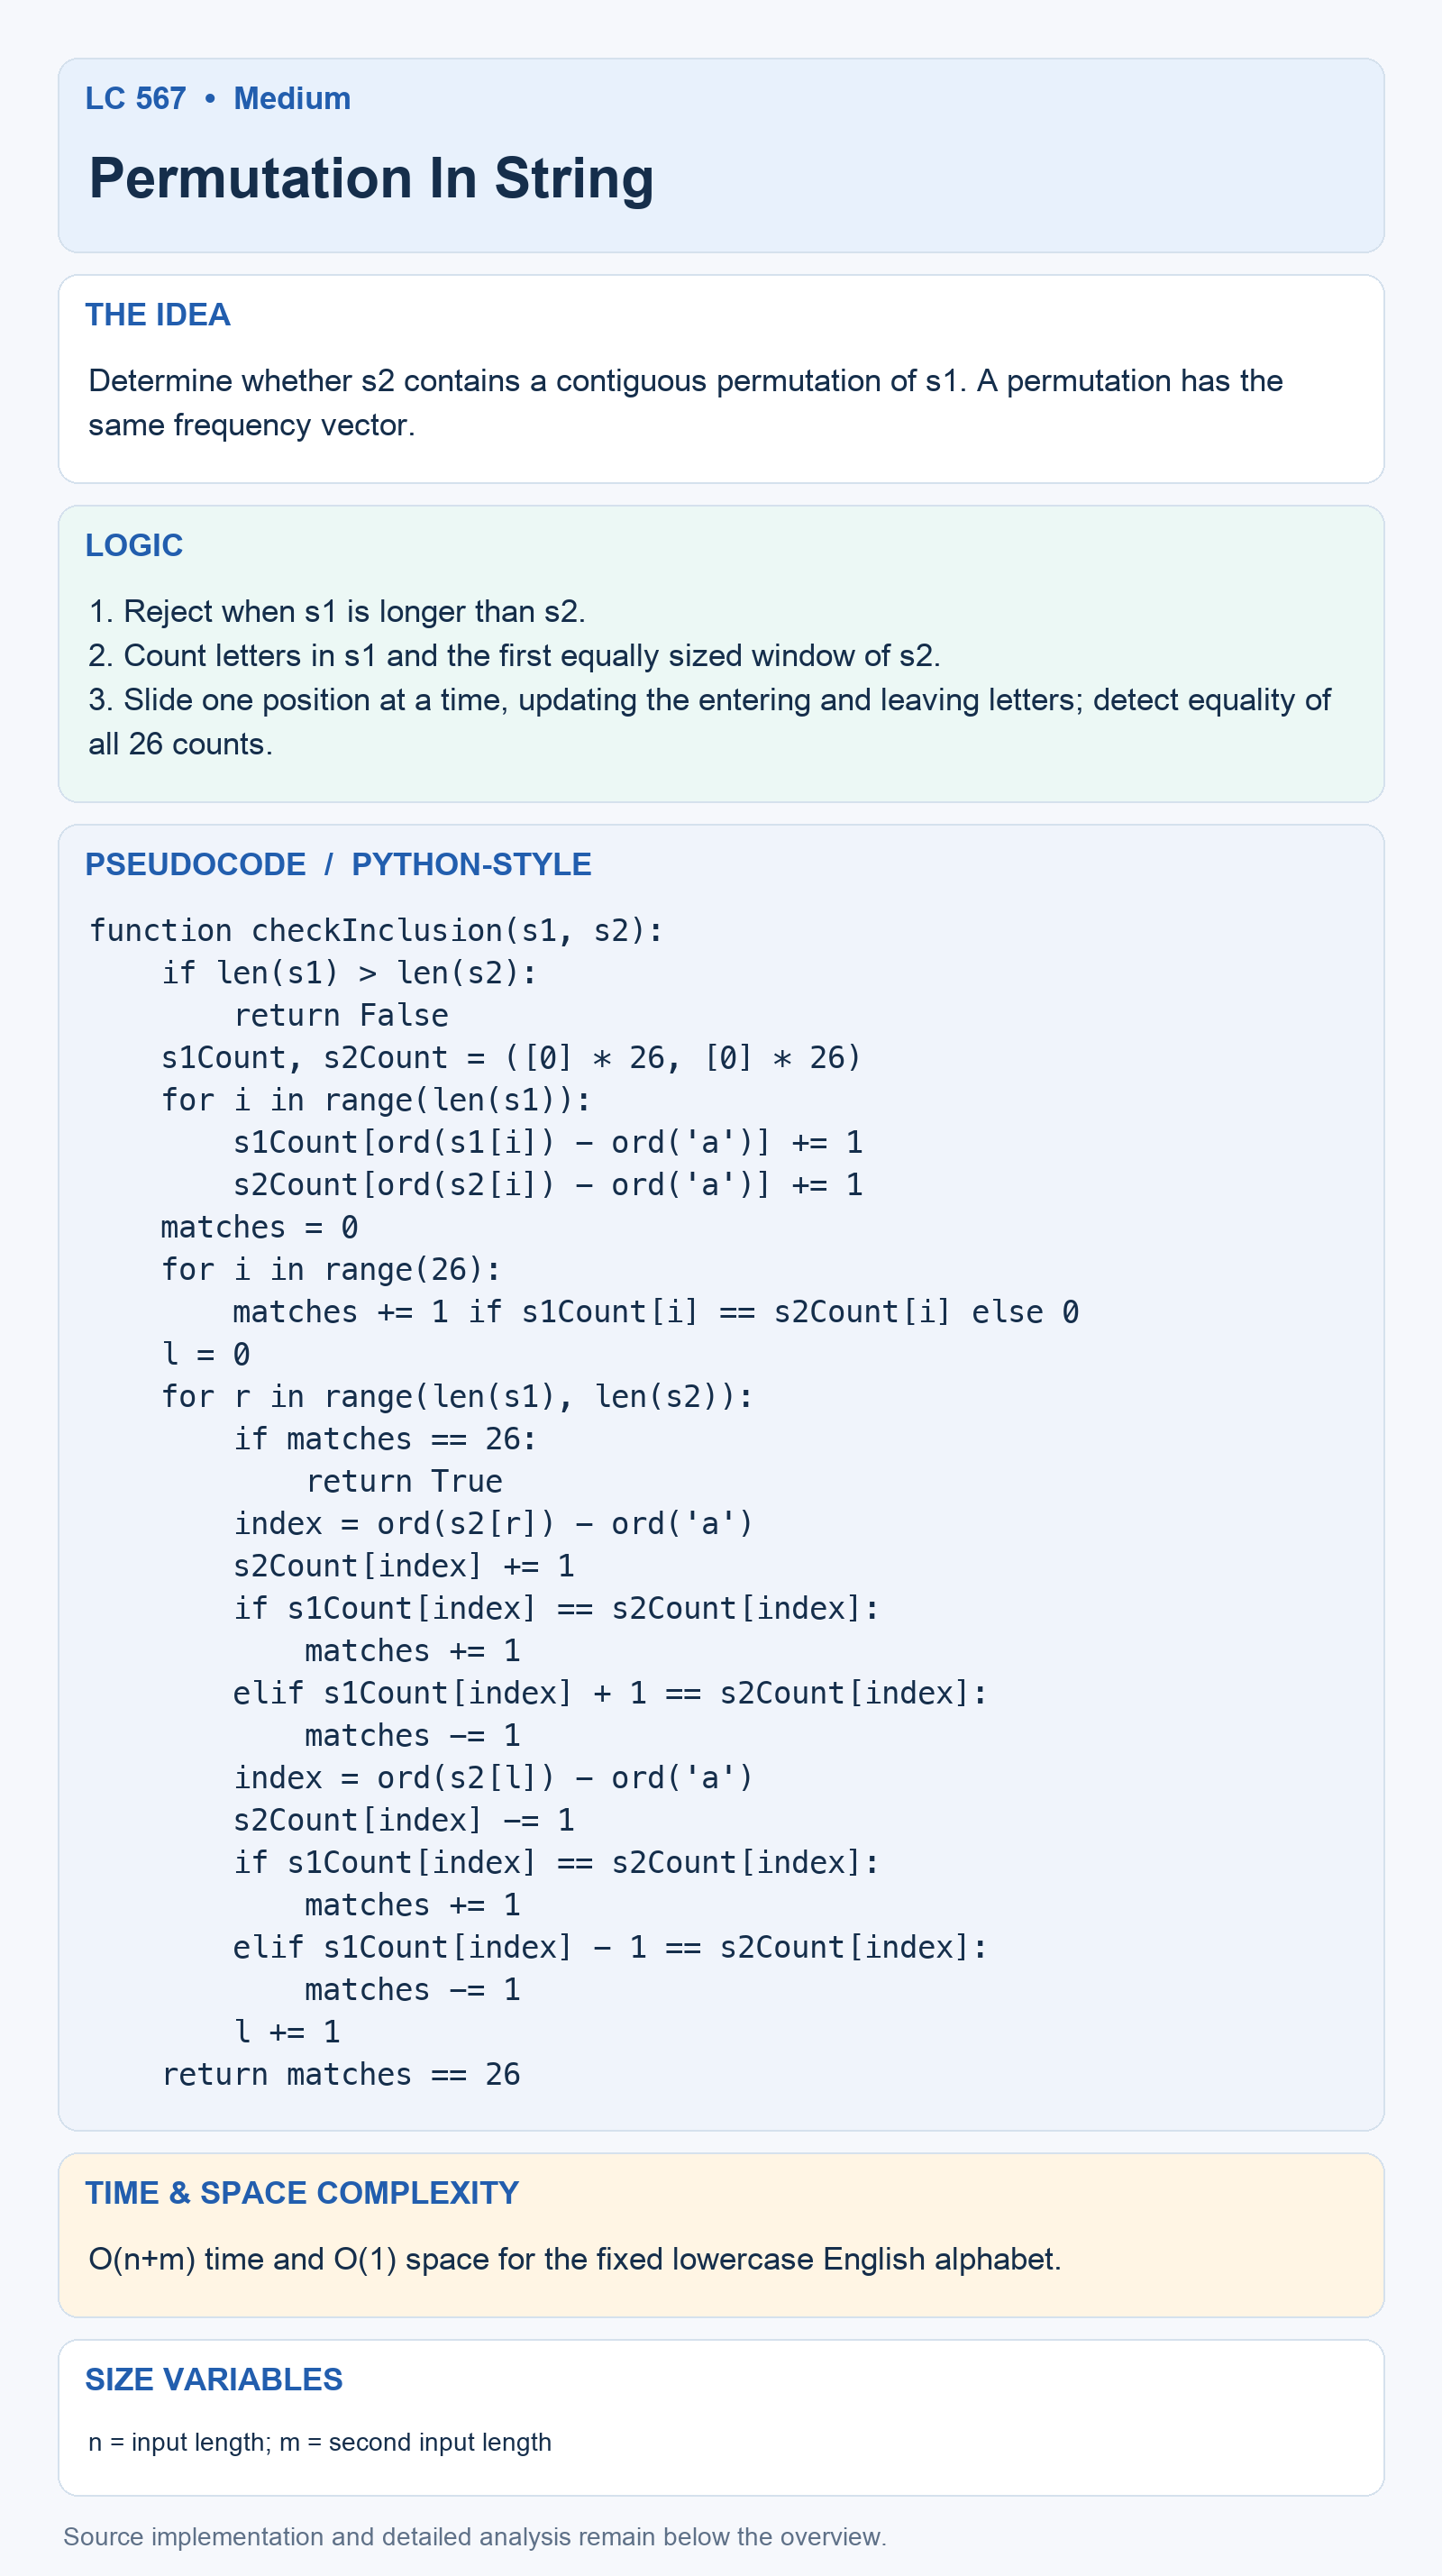 LC 567 • Medium
Permutation In String
THE IDEA
Determine whether s2 contains a contiguous permutation of s1. A permutation has the
same frequency vector.
LOGIC
1. Reject when s1 is longer than s2.
2. Count letters in s1 and the first equally sized window of s2.
3. Slide one position at a time, updating the entering and leaving letters; detect equality of
all 26 counts.
PSEUDOCODE / PYTHON-STYLE
function checkInclusion(s1, s2):
    if len(s1) > len(s2):
        return False
    s1Count, s2Count = ([0] * 26, [0] * 26)
    for i in range(len(s1)):
        s1Count[ord(s1[i]) − ord('a')] += 1
        s2Count[ord(s2[i]) − ord('a')] += 1
    matches = 0
    for i in range(26):
        matches += 1 if s1Count[i] == s2Count[i] else 0
    l = 0
    for r in range(len(s1), len(s2)):
        if matches == 26:
            return True
        index = ord(s2[r]) − ord('a')
        s2Count[index] += 1
        if s1Count[index] == s2Count[index]:
            matches += 1
        elif s1Count[index] + 1 == s2Count[index]:
            matches −= 1
        index = ord(s2[l]) − ord('a')
        s2Count[index] −= 1
        if s1Count[index] == s2Count[index]:
            matches += 1
        elif s1Count[index] − 1 == s2Count[index]:
            matches −= 1
        l += 1
    return matches == 26
TIME & SPACE COMPLEXITY
O(n+m) time and O(1) space for the fixed lowercase English alphabet.
SIZE VARIABLES
n = input length; m = second input length
Source implementation and detailed analysis remain below the overview.